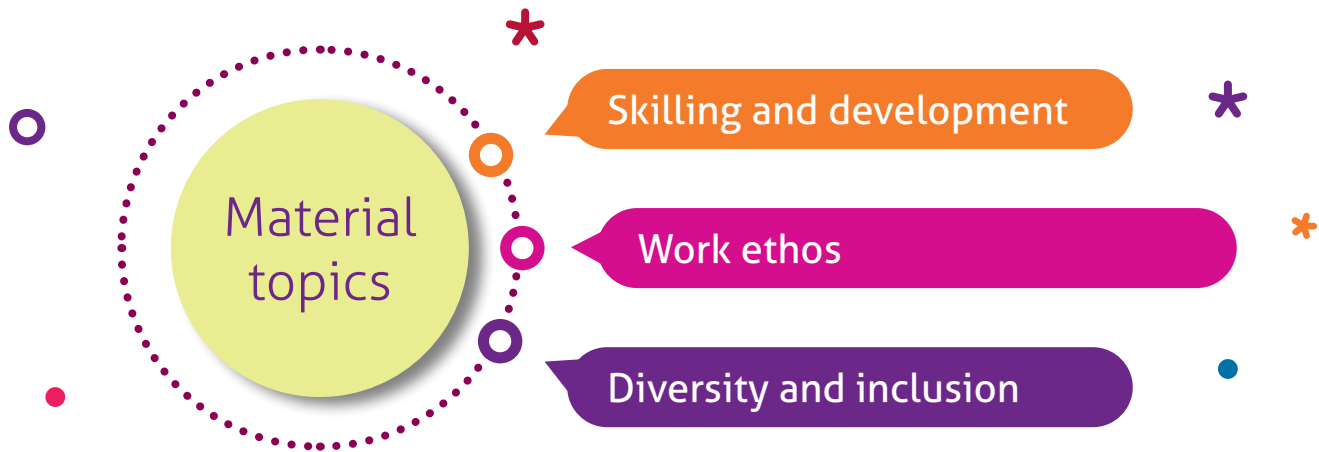 Material
topics
Skilling and development
Work ethos
Diversity and inclusion